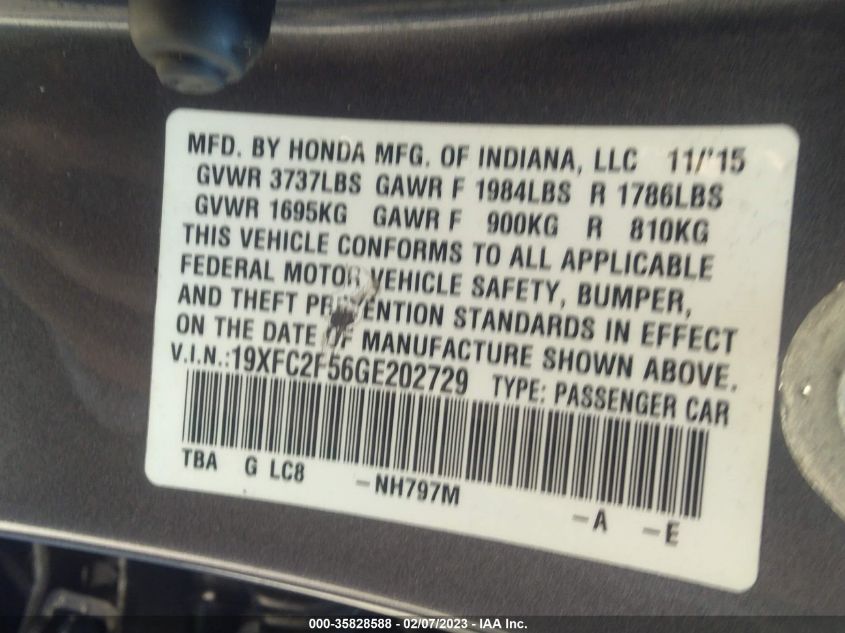 MFD. BY HONDA MFG. OF INDIANA, LLC 11/'15
GVWR 3737LBS GAWR F 1984LBS R 1786LBS
GVWR 1695KG GAWR F 900KG R 810KG
THIS VEHICLE CONFORMS TO ALL APPLICABLE
FEDERAL MOTOR VEHICLE SAFETY, BUMPER,
AND THEFT PREVENTION STANDARDS IN EFFECT
ON THE DATE OF MANUFACTURE SHOWN ABOVE.
V.I.N.:19XFC2F56GE202729 TYPE: PASSENGER CAR
TBA G LC8 -NH797M -A -E
000-35828588 - 02/07/2023 - IAA Inc.